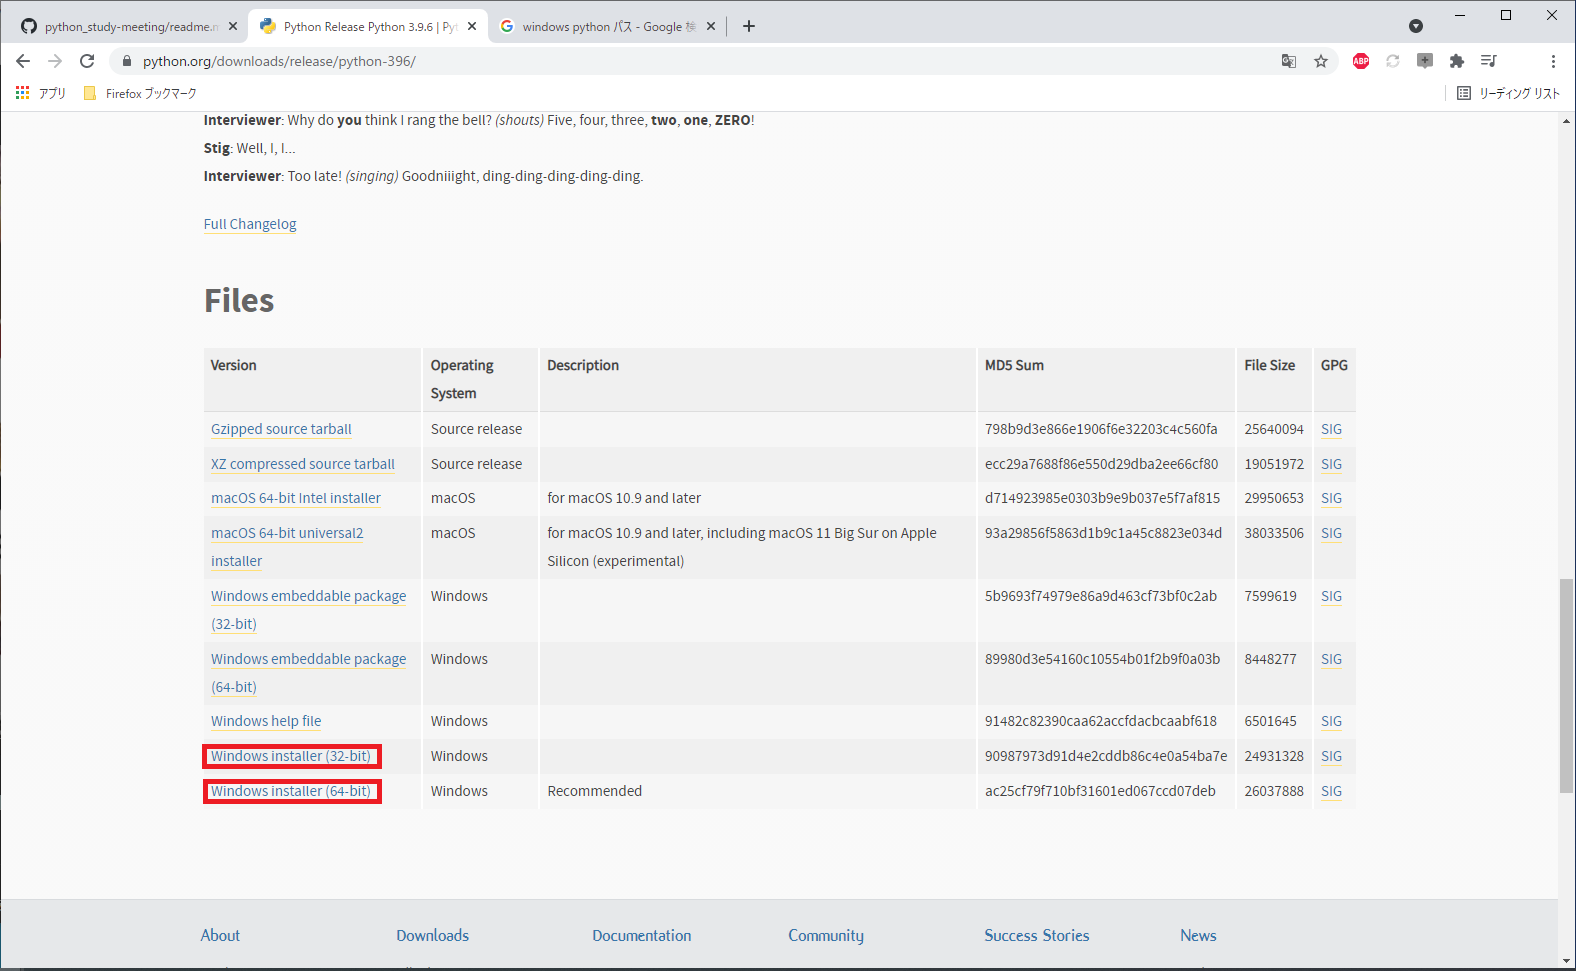 python_study-meeting/readme.m
Python Release Python 3.9.6 | Pyt
windows python パス - Google 検
python.org/downloads/release/python-396/
ABP
アプリ
Firefox ブックマーク
リーディング リスト
Interviewer: Why do you think I rang the bell? (shouts) Five, four, three, two, one, ZERO!
Stig: Well, I, I...
Interviewer: Too late! (singing) Goodniiight, ding-ding-ding-ding-ding.
Full Changelog
Files
Version Operating System Description MD5 Sum File Size GPG
Gzipped source tarball Source release 798b9d3e866e1906f6e32203c4c560fa 25640094 SIG
XZ compressed source tarball Source release ecc29a7688f86e550d29dba2ee66cf80 19051972 SIG
macOS 64-bit Intel installer macOS for macOS 10.9 and later d714923985e0303b9e9b037e5f7af815 29950653 SIG
macOS 64-bit universal2 installer macOS for macOS 10.9 and later, including macOS 11 Big Sur on Apple Silicon (experimental) 93a29856f5863d1b9c1a45c8823e034d 38033506 SIG
Windows embeddable package (32-bit) Windows 5b9693f74979e86a9d463cf73bf0c2ab 7599619 SIG
Windows embeddable package (64-bit) Windows 89980d3e54160c10554b01f2b9f0a03b 8448277 SIG
Windows help file Windows 91482c82390caa62accfdacbcaabf618 6501645 SIG
Windows installer (32-bit) Windows 90987973d91d4e2cddb86c4e0a54ba7e 24931328 SIG
Windows installer (64-bit) Windows Recommended ac25cf79f710bf31601ed067ccd07deb 26037888 SIG
About Downloads Documentation Community Success Stories News